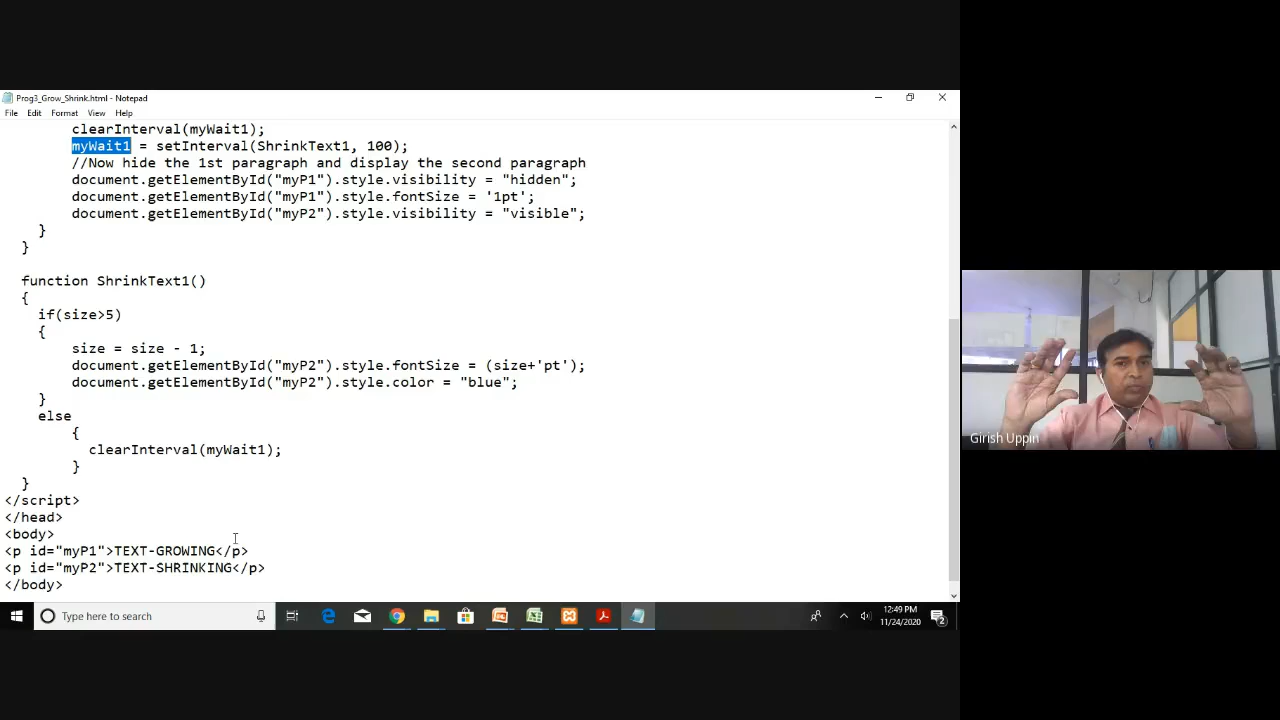 Prog3_Grow_Shrink.html - Notepad
File Edit Format View Help
clearInterval(myWait1);
myWait1 = setInterval(ShrinkText1, 100);
//Now hide the 1st paragraph and display the second paragraph
document.getElementById("myP1").style.visibility = "hidden";
document.getElementById("myP1").style.fontSize = '1pt';
document.getElementById("myP2").style.visibility = "visible";
}
}
function ShrinkText1()
{
if(size>5)
{
size = size - 1;
document.getElementById("myP2").style.fontSize = (size+'pt');
document.getElementById("myP2").style.color = "blue";
}
else
{
clearInterval(myWait1);
}
}
</script>
</head>
<body>
<p id="myP1">TEXT-GROWING</p>
<p id="myP2">TEXT-SHRINKING</p>
</body>
Girish Uppin
Type here to search
12:49 PM
11/24/2020
2